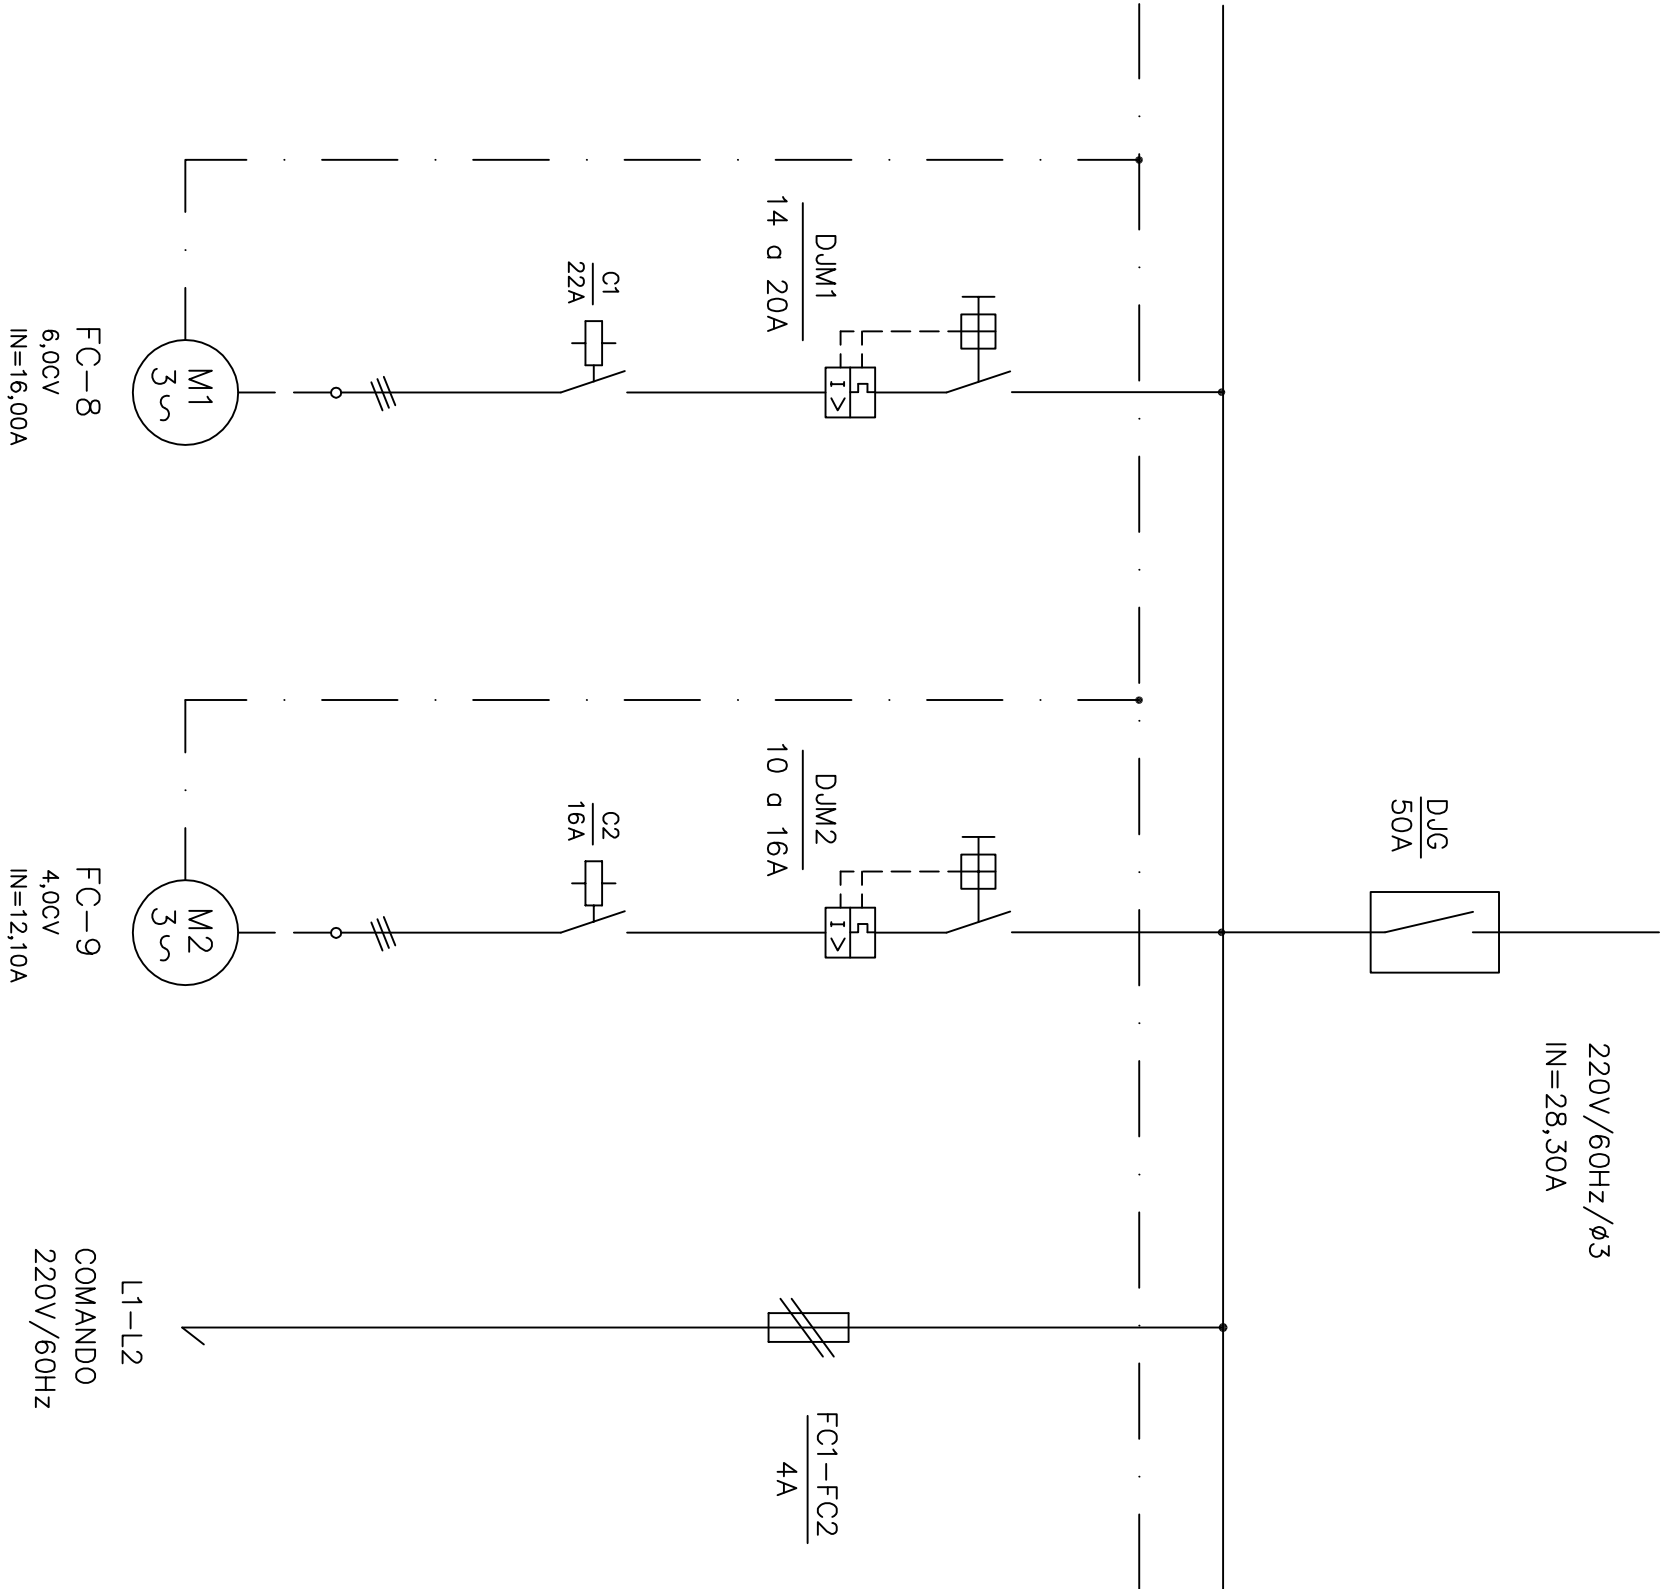 220V/60Hz/ø3
IN=28,30A
DJG
50A
DJM1
14 a 20A
DJM2
10 a 16A
FC1-FC2
4A
C1
22A
C2
16A
I>
I>
M1
3~
M2
3~
FC-8
6,0CV
IN=16,00A
FC-9
4,0CV
IN=12,10A
L1-L2
COMANDO
220V/60Hz